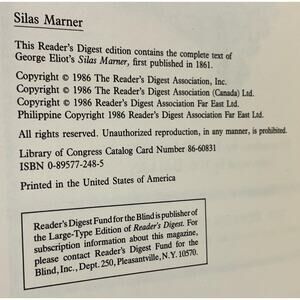 Silas Marner
This Reader's Digest edition contains the complete text of
George Eliot's Silas Marner, first published in 1861.
Copyright © 1986 The Reader's Digest Association, Inc.
Copyright © 1986 The Reader's Digest Association (Canada) Ltd.
Copyright © 1986 Reader's Digest Association Far East Ltd.
Philippine Copyright 1986 Reader's Digest Association Far East Ltd.
All rights reserved. Unauthorized reproduction, in any manner, is prohibited.
Library of Congress Catalog Card Number 86-60831
ISBN 0-89577-248-5
Printed in the United States of America
Reader's Digest Fund for the Blind is publisher of
the Large-Type Edition of Reader's Digest. For
subscription information about this magazine,
please contact Reader's Digest Fund for the
Blind, Inc., Dept. 250, Pleasantville, N.Y. 10570.